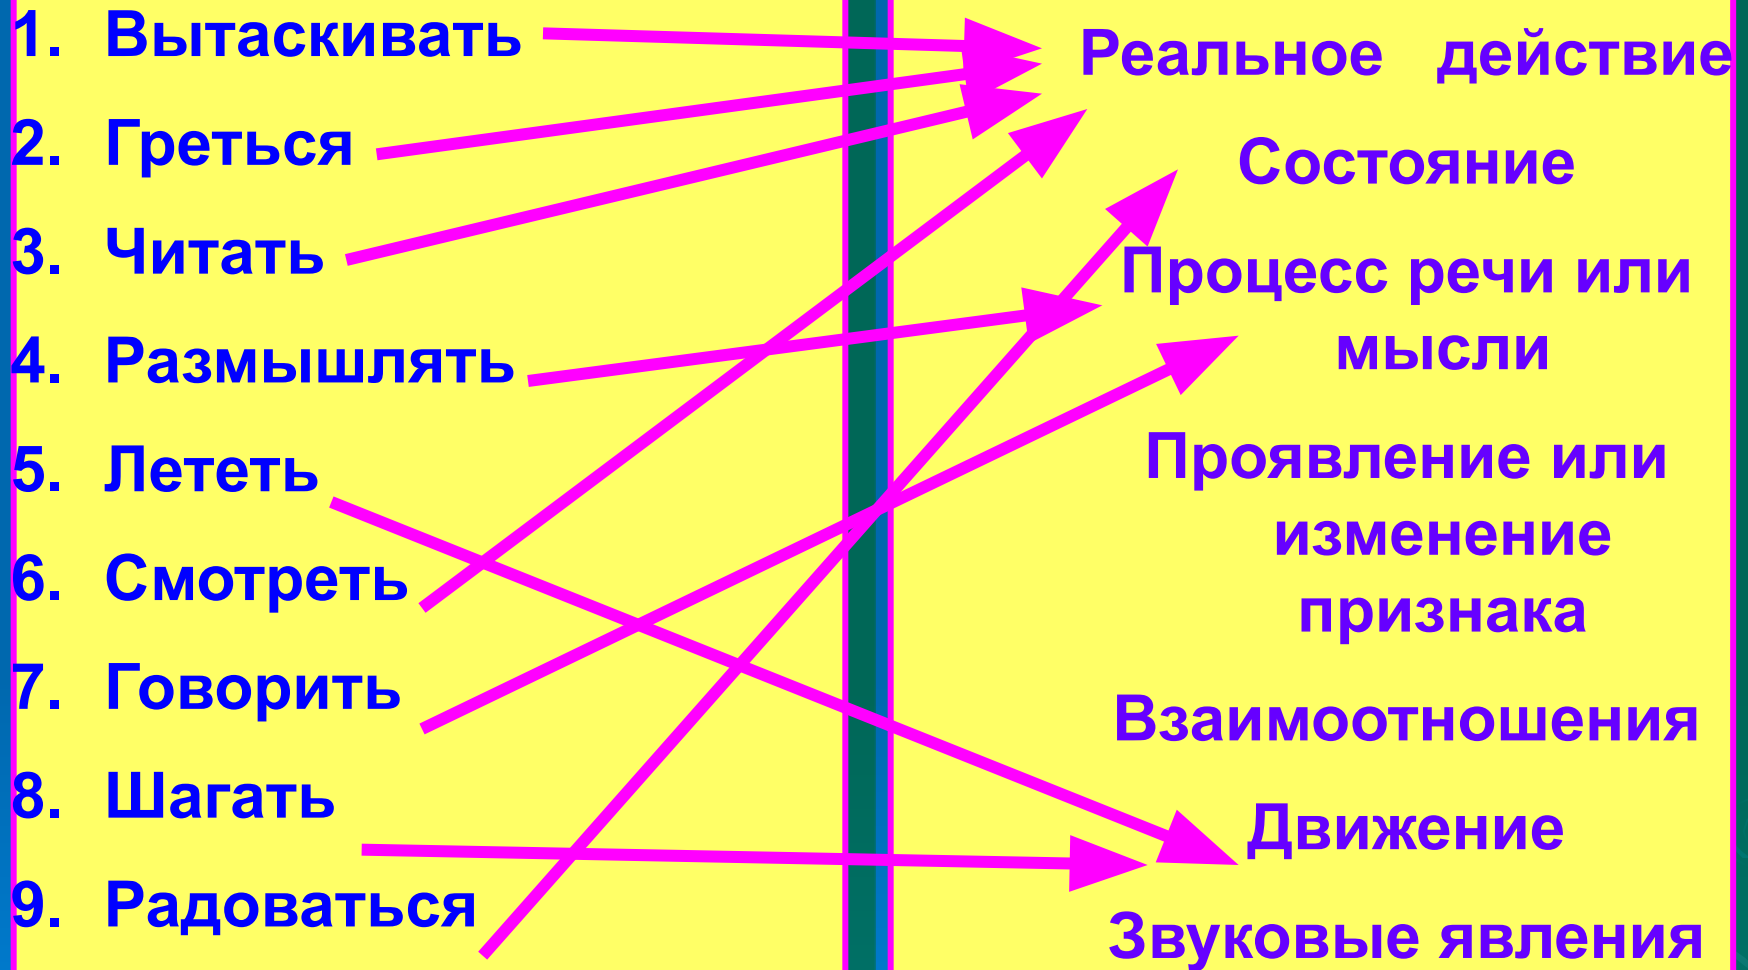 1. Вытаскивать
2. Греться
3. Читать
4. Размышлять
5. Лететь
6. Смотреть
7. Говорить
8. Шагать
9. Радоваться
Реальное действие
Состояние
Процесс речи или
мысли
Проявление или
изменение
признака
Взаимоотношения
Движение
Звуковые явления